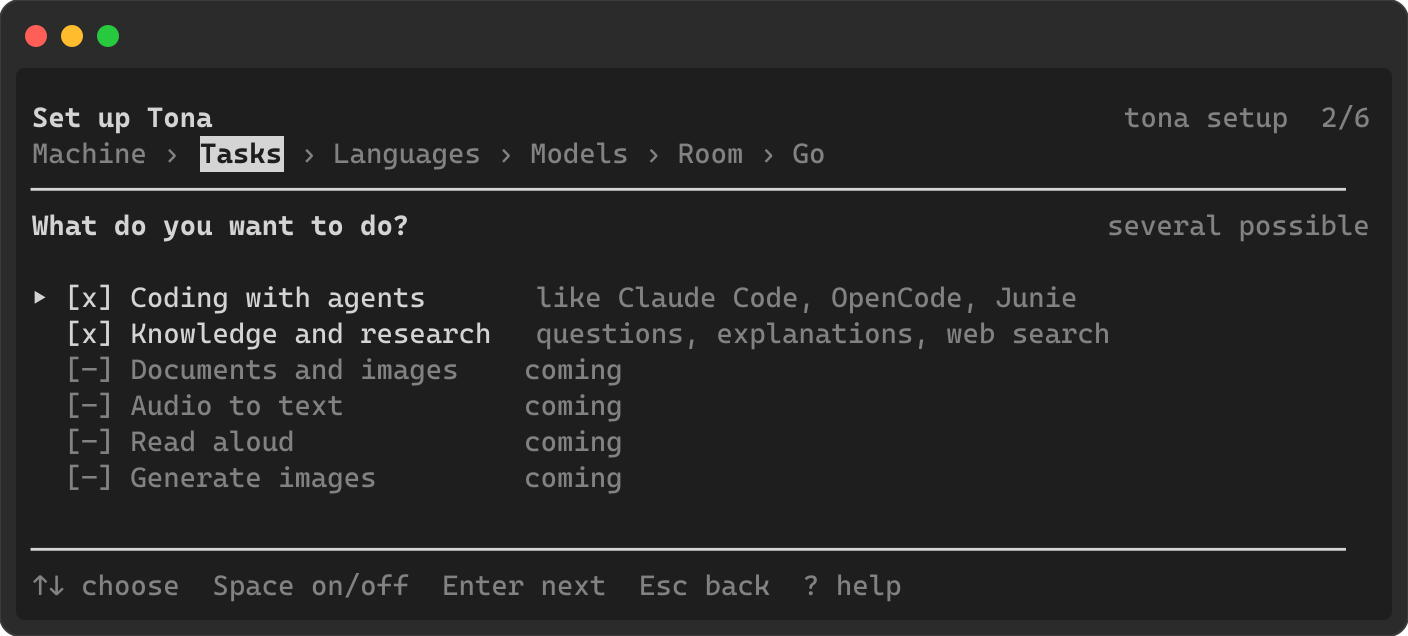 Set up Tona tona setup 2/6
Machine › Tasks › Languages › Models › Room › Go
What do you want to do? several possible
▸ [x] Coding with agents like Claude Code, OpenCode, Junie
[x] Knowledge and research questions, explanations, web search
[−] Documents and images coming
[−] Audio to text coming
[−] Read aloud coming
[−] Generate images coming
↑↓ choose Space on/off Enter next Esc back ? help